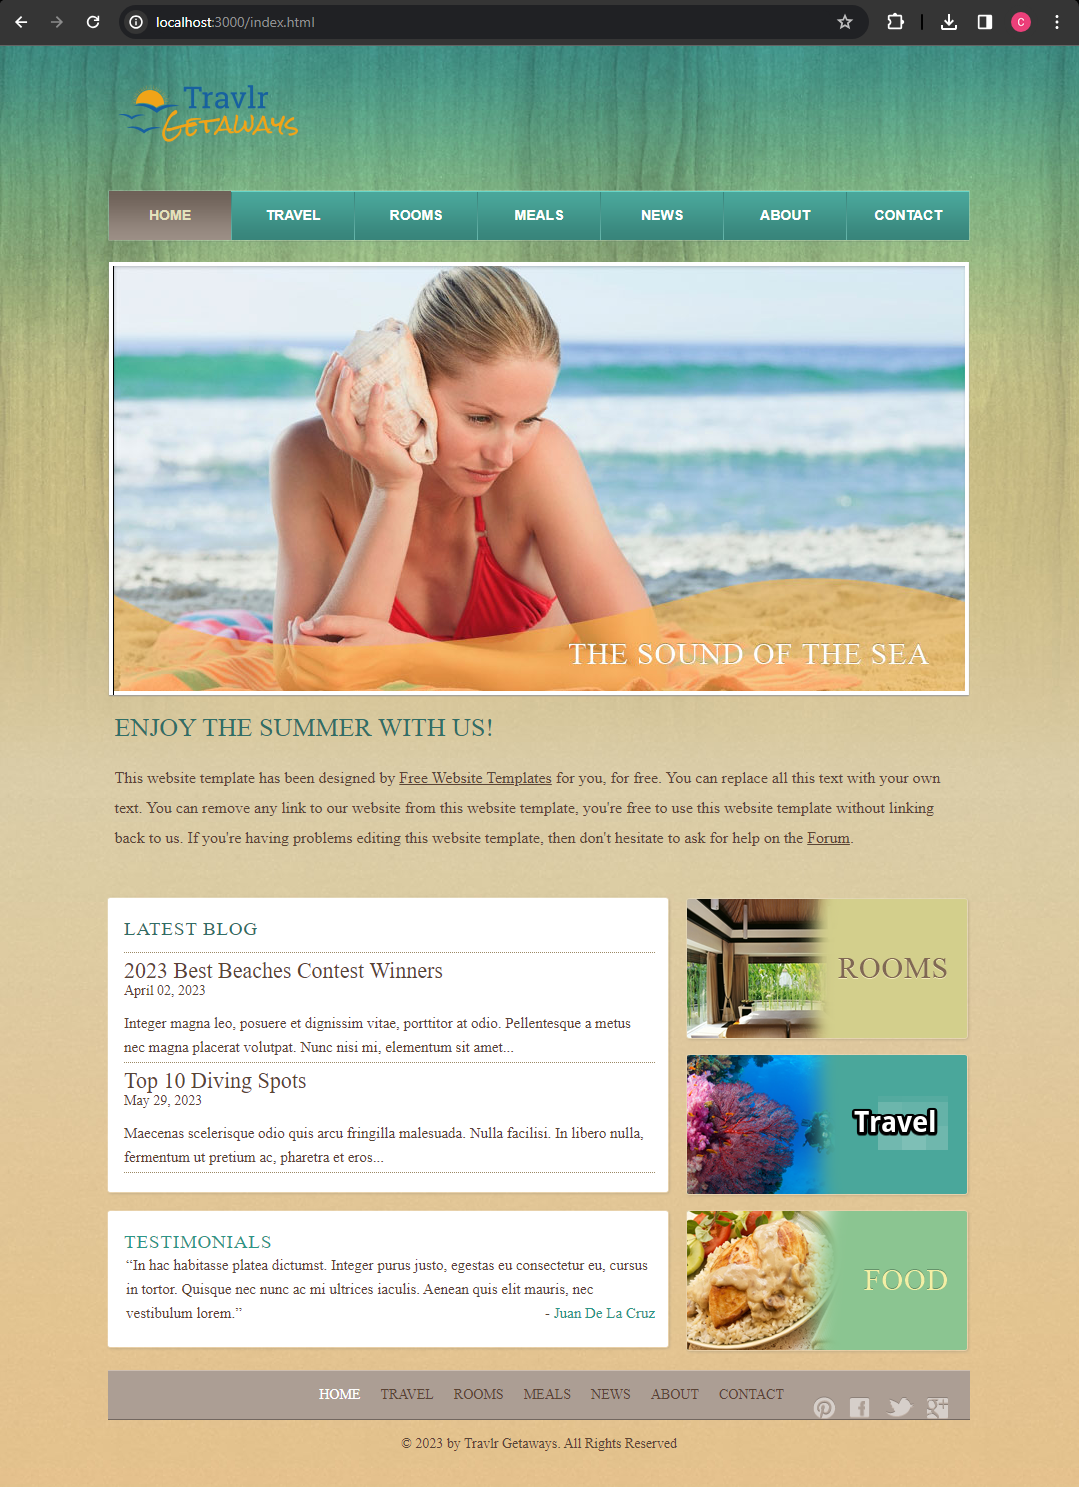 localhost:3000/index.html
C
Travlr
Getaways
HOME TRAVEL ROOMS MEALS NEWS ABOUT CONTACT
THE SOUND OF THE SEA
ENJOY THE SUMMER WITH US!
This website template has been designed by Free Website Templates for you, for free. You can replace all this text with your own
text. You can remove any link to our website from this website template, you're free to use this website template without linking
back to us. If you're having problems editing this website template, then don't hesitate to ask for help on the Forum.
LATEST BLOG
2023 Best Beaches Contest Winners
April 02, 2023
Integer magna leo, posuere et dignissim vitae, porttitor at odio. Pellentesque a metus
nec magna placerat volutpat. Nunc nisi mi, elementum sit amet...
Top 10 Diving Spots
May 29, 2023
Maecenas scelerisque odio quis arcu fringilla malesuada. Nulla facilisi. In libero nulla,
fermentum ut pretium ac, pharetra et eros...
ROOMS
Travel
FOOD
TESTIMONIALS
“In hac habitasse platea dictumst. Integer purus justo, egestas eu consectetur eu, cursus
in tortor. Quisque nec nunc ac mi ultrices iaculis. Aenean quis elit mauris, nec
vestibulum lorem.” - Juan De La Cruz
HOME TRAVEL ROOMS MEALS NEWS ABOUT CONTACT
© 2023 by Travlr Getaways. All Rights Reserved